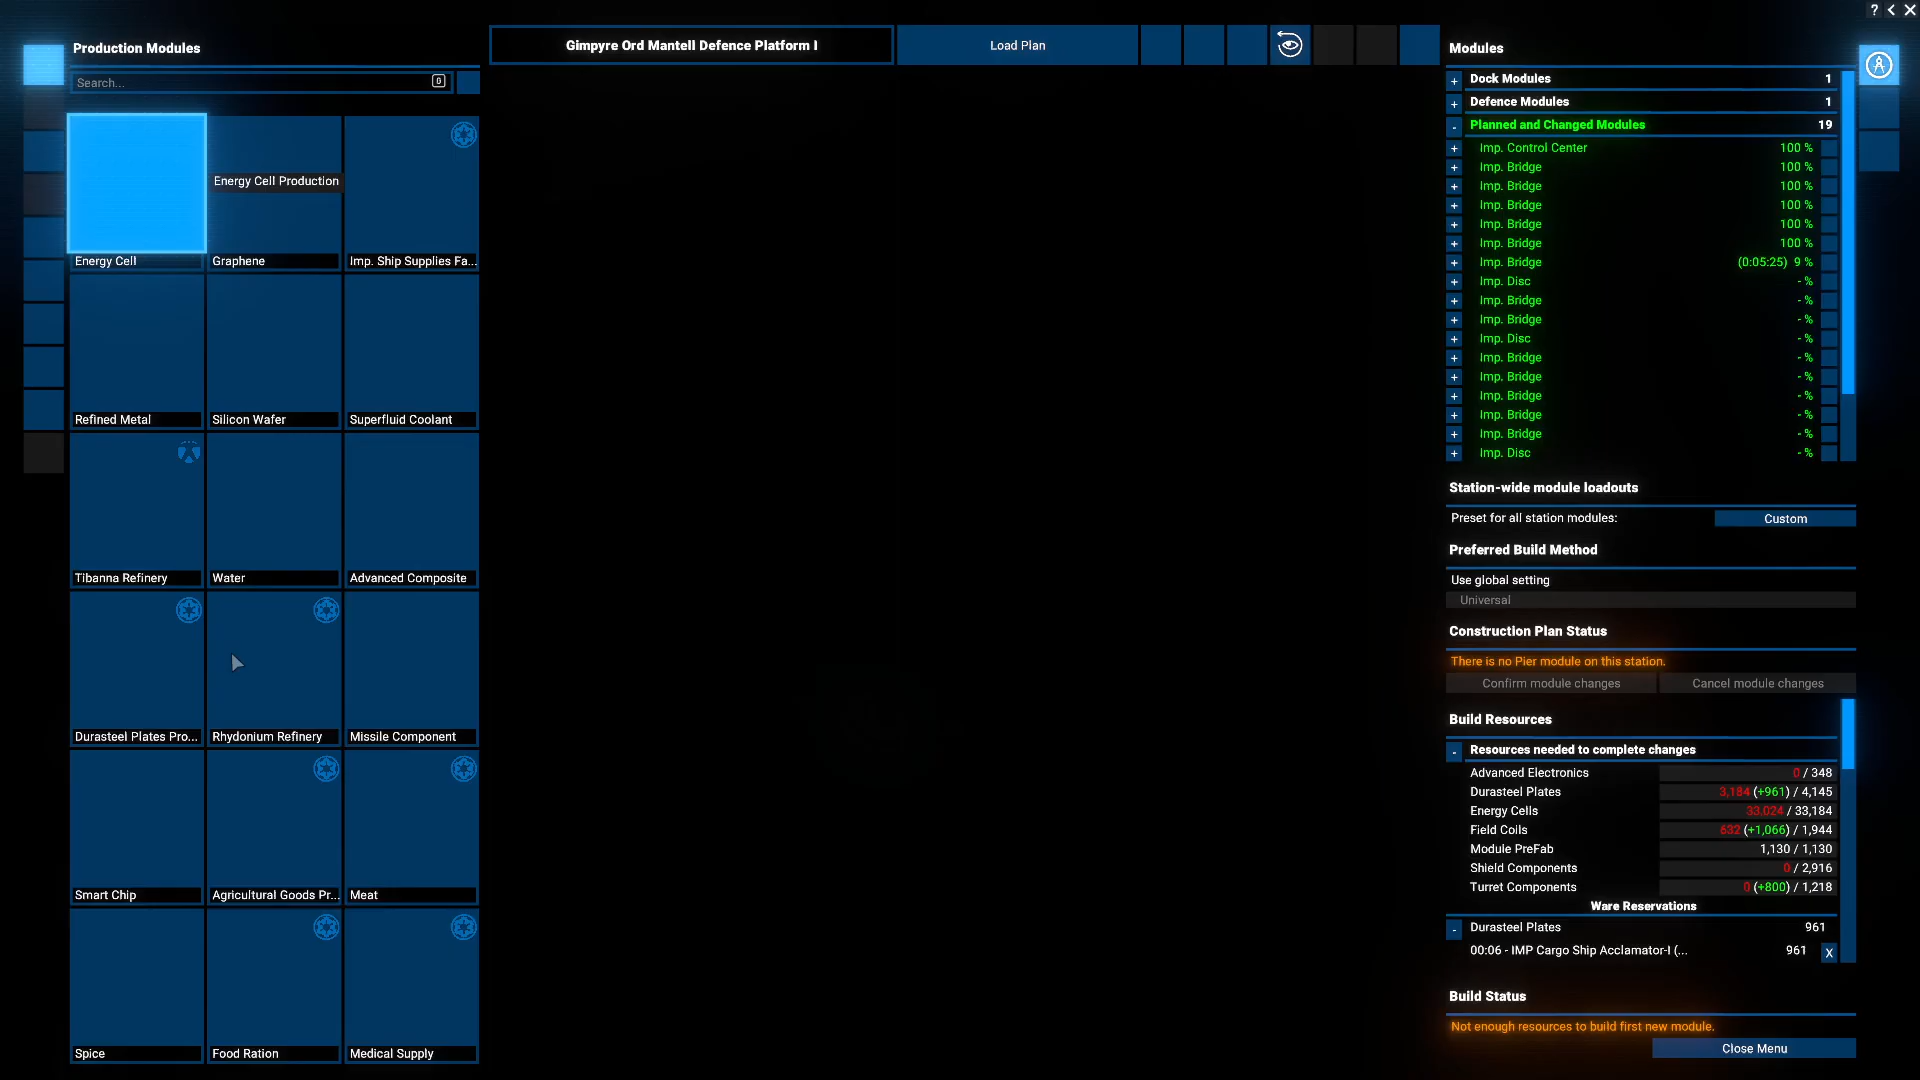 ? < X
Production Modules
Search...
0
Energy Cell Production
Energy Cell
Graphene
Imp. Ship Supplies Fa...
Refined Metal
Silicon Wafer
Superfluid Coolant
Tibanna Refinery
Water
Advanced Composite
Durasteel Plates Pro...
Rhydonium Refinery
Missile Component
Smart Chip
Agricultural Goods Pr...
Meat
Spice
Food Ration
Medical Supply
Gimpyre Ord Mantell Defence Platform I
Load Plan
Modules
+ Dock Modules 1
+ Defence Modules 1
- Planned and Changed Modules 19
+ Imp. Control Center 100 %
+ Imp. Bridge 100 %
+ Imp. Bridge 100 %
+ Imp. Bridge 100 %
+ Imp. Bridge 100 %
+ Imp. Bridge 100 %
+ Imp. Bridge (0:05:25) 9 %
+ Imp. Disc - %
+ Imp. Bridge - %
+ Imp. Bridge - %
+ Imp. Disc - %
+ Imp. Bridge - %
+ Imp. Bridge - %
+ Imp. Bridge - %
+ Imp. Bridge - %
+ Imp. Bridge - %
+ Imp. Disc - %
Station-wide module loadouts
Preset for all station modules: Custom
Preferred Build Method
Use global setting
Universal
Construction Plan Status
There is no Pier module on this station.
Confirm module changes Cancel module changes
Build Resources
- Resources needed to complete changes
Advanced Electronics 0 / 348
Durasteel Plates 3,184 (+961) / 4,145
Energy Cells 33,024 / 33,184
Field Coils 632 (+1,066) / 1,944
Module PreFab 1,130 / 1,130
Shield Components 0 / 2,916
Turret Components 0 (+800) / 1,218
Ware Reservations
- Durasteel Plates 961
00:06 - IMP Cargo Ship Acclamator-I (... 961 X
Build Status
Not enough resources to build first new module.
Close Menu